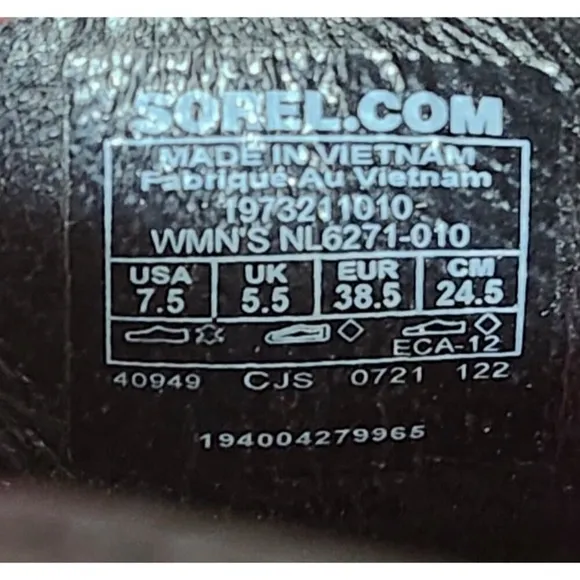 SOREL.COM
MADE IN VIETNAM
Fabriqué Au Vietnam
1973211010
WMN'S NL6271-010
USA UK EUR CM
7.5 5.5 38.5 24.5
ECA-12
40949 CJS 0721 122
194004279965